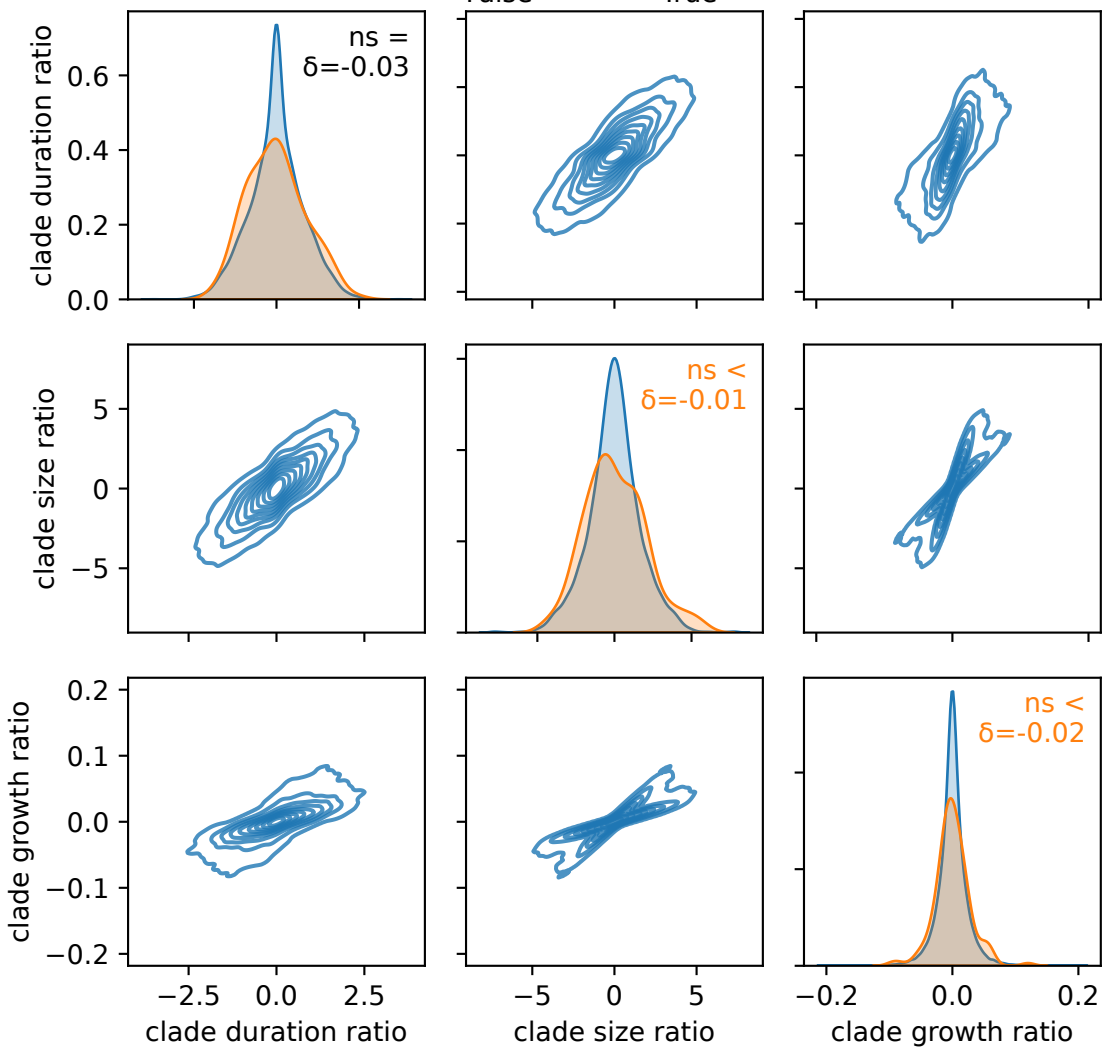 clade duration ratio
0.6
0.4
0.2
0.0
ns =
δ=-0.03
clade size ratio
5
0
−5
ns <
δ=-0.01
clade growth ratio
0.2
0.1
0.0
−0.1
−0.2
ns <
δ=-0.02
−2.5 0.0 2.5
−5 0 5
−0.2 0.0 0.2
clade duration ratio
clade size ratio
clade growth ratio